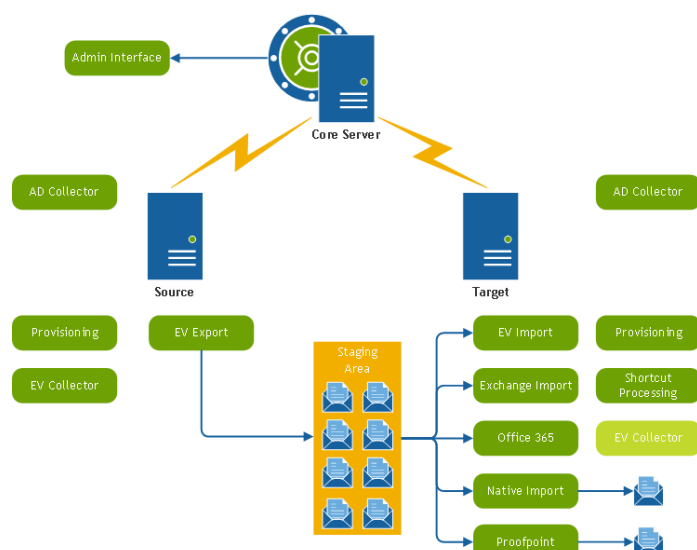 Admin Interface
Core Server
AD Collector
AD Collector
Source
Target
Provisioning
EV Export
Staging
Area
EV Import
Provisioning
EV Collector
Exchange Import
Shortcut
Processing
Office 365
EV Collector
Native Import
Proofpoint